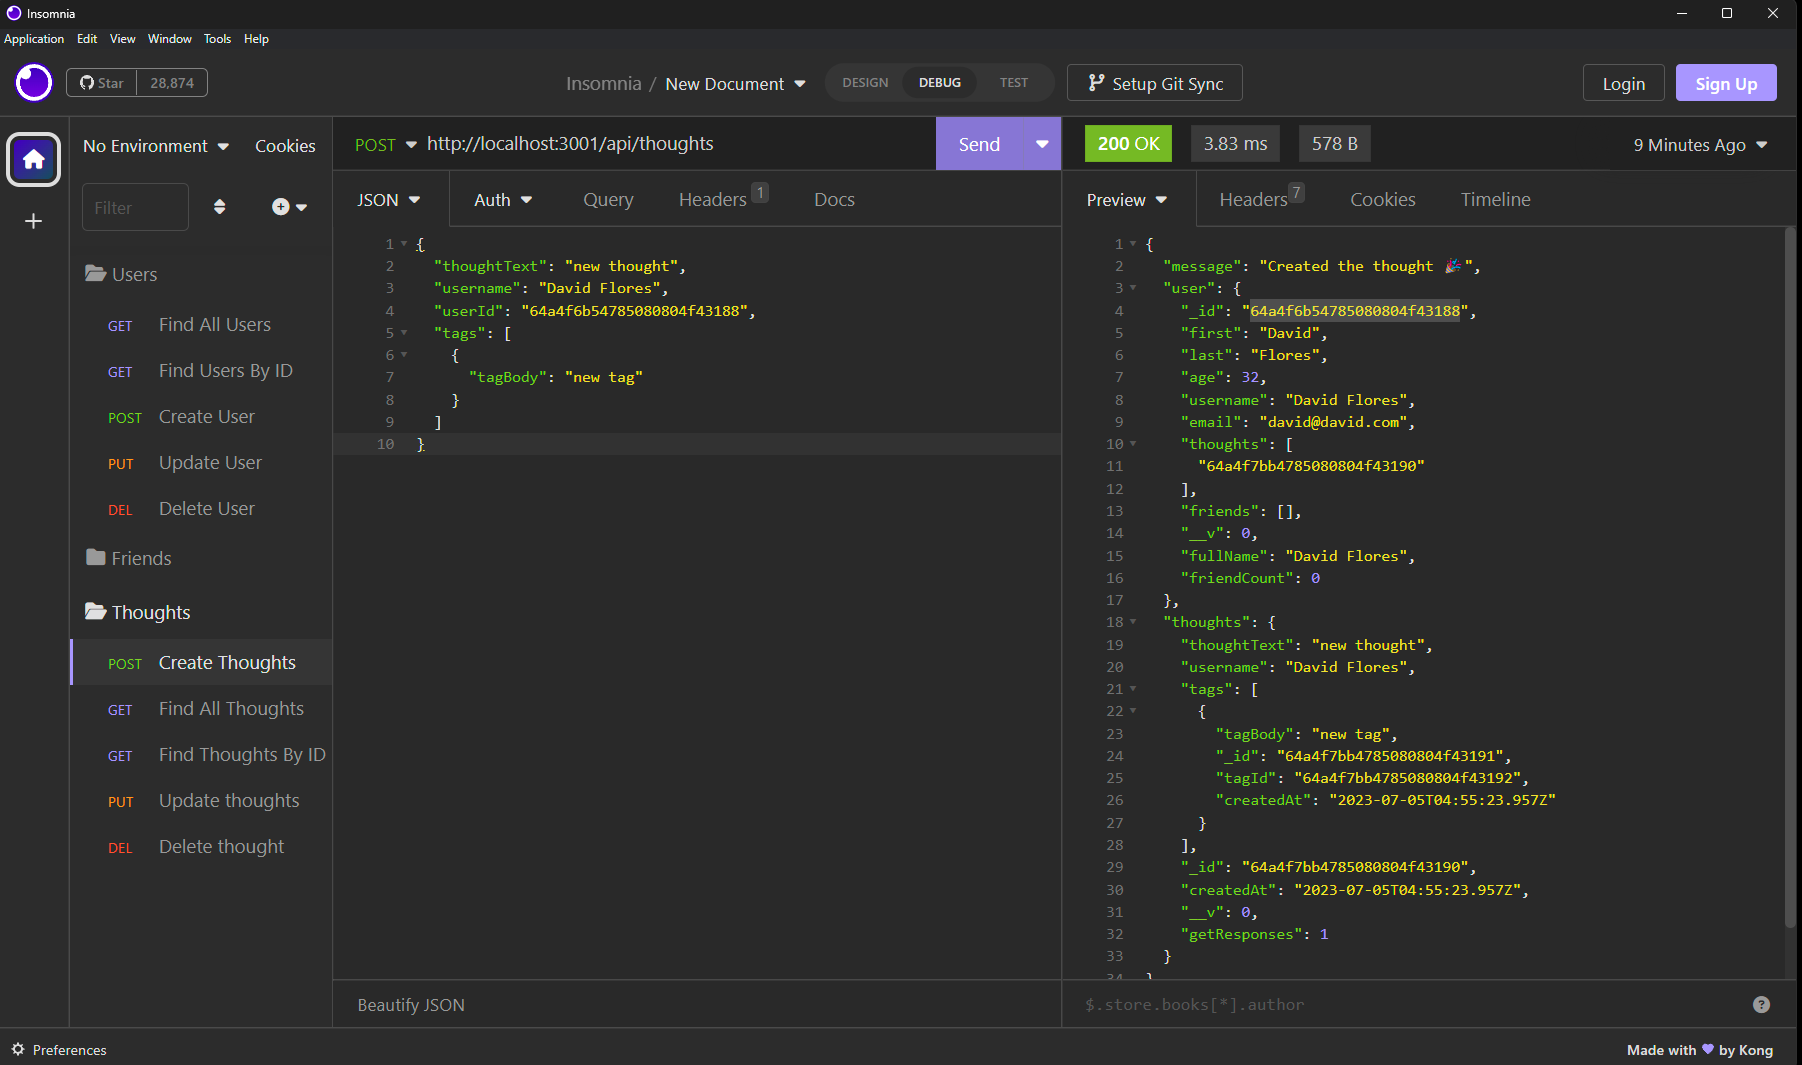 Insomnia
Application Edit View Window Tools Help
Star 28,874
Insomnia / New Document
DESIGN DEBUG TEST
Setup Git Sync
Login Sign Up
No Environment Cookies
Filter
Users
GET Find All Users
GET Find Users By ID
POST Create User
PUT Update User
DEL Delete User
Friends
Thoughts
POST Create Thoughts
GET Find All Thoughts
GET Find Thoughts By ID
PUT Update thoughts
DEL Delete thought
POST http://localhost:3001/api/thoughts Send
JSON Auth Query Headers 1 Docs
1 {
2 "thoughtText": "new thought",
3 "username": "David Flores",
4 "userId": "64a4f6b54785080804f43188",
5 "tags": [
6 {
7 "tagBody": "new tag"
8 }
9 ]
10 }
Beautify JSON
200 OK 3.83 ms 578 B 9 Minutes Ago
Preview Headers 7 Cookies Timeline
1 {
2 "message": "Created the thought 🎉",
3 "user": {
4 "_id": "64a4f6b54785080804f43188",
5 "first": "David",
6 "last": "Flores",
7 "age": 32,
8 "username": "David Flores",
9 "email": "david@david.com",
10 "thoughts": [
11 "64a4f7bb4785080804f43190"
12 ],
13 "friends": [],
14 "__v": 0,
15 "fullName": "David Flores",
16 "friendCount": 0
17 },
18 "thoughts": {
19 "thoughtText": "new thought",
20 "username": "David Flores",
21 "tags": [
22 {
23 "tagBody": "new tag",
24 "_id": "64a4f7bb4785080804f43191",
25 "tagId": "64a4f7bb4785080804f43192",
26 "createdAt": "2023-07-05T04:55:23.957Z"
27 }
28 ],
29 "_id": "64a4f7bb4785080804f43190",
30 "createdAt": "2023-07-05T04:55:23.957Z",
31 "__v": 0,
32 "getResponses": 1
33 }
34 }
$.store.books[*].author
Preferences
Made with 💜 by Kong